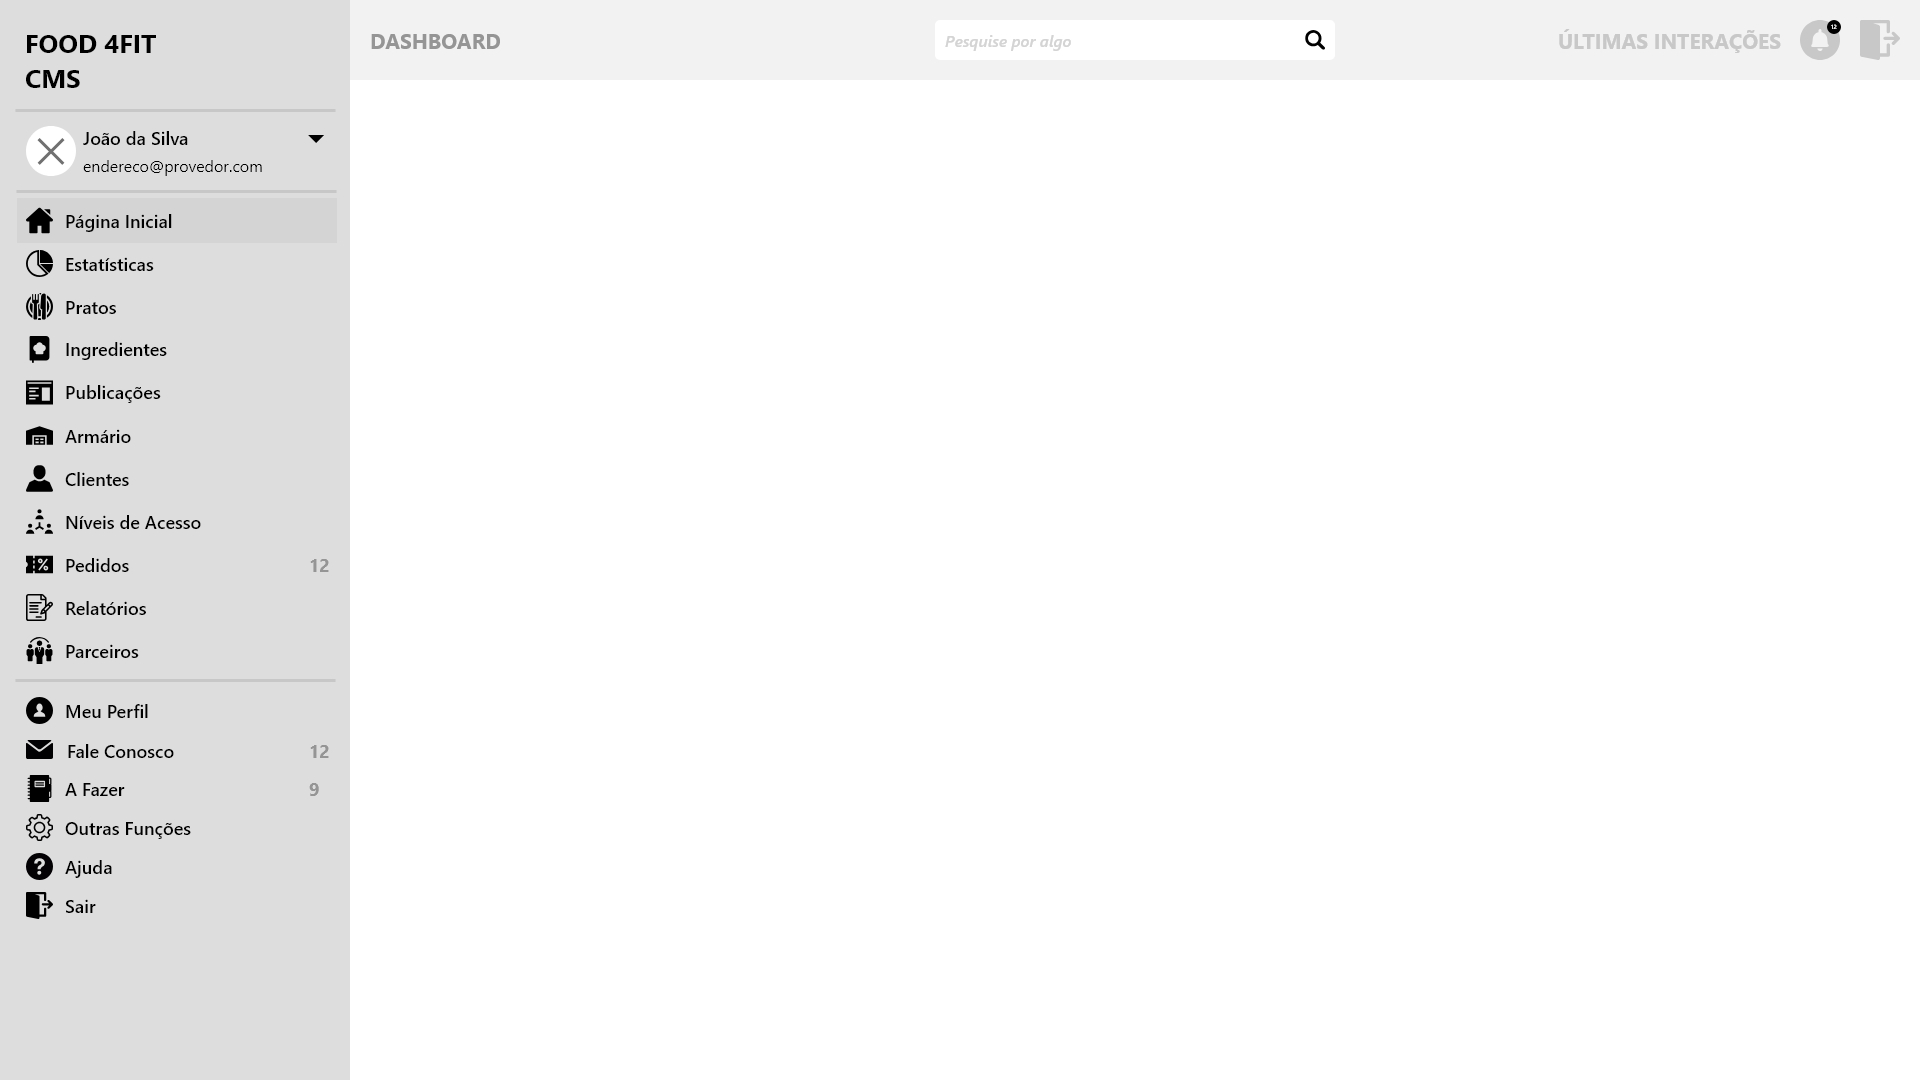 FOOD 4FIT
CMS
João da Silva
endereco@provedor.com
Página Inicial
Estatísticas
Pratos
Ingredientes
Publicações
Armário
Clientes
Níveis de Acesso
Pedidos 12
Relatórios
Parceiros
Meu Perfil
Fale Conosco 12
A Fazer 9
Outras Funções
Ajuda
Sair
DASHBOARD
Pesquise por algo
ÚLTIMAS INTERAÇÕES
12